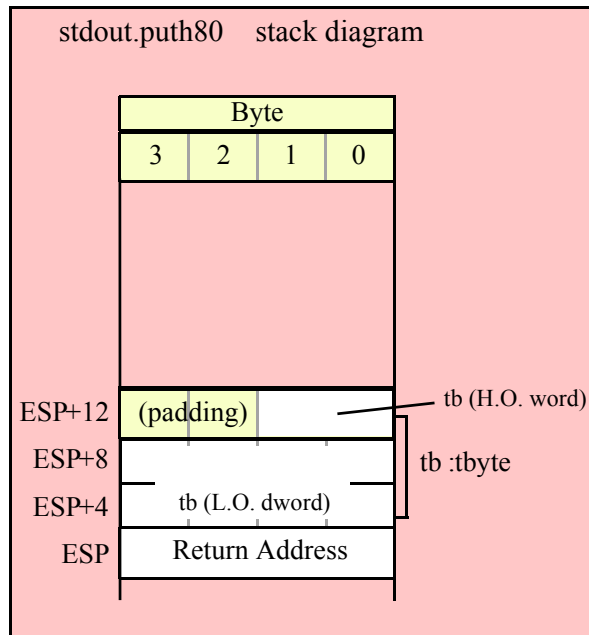 stdout.puth80 stack diagram
Byte
3 2 1 0
ESP+12 (padding) tb (H.O. word)
ESP+8 tb :tbyte
ESP+4 tb (L.O. dword)
ESP Return Address